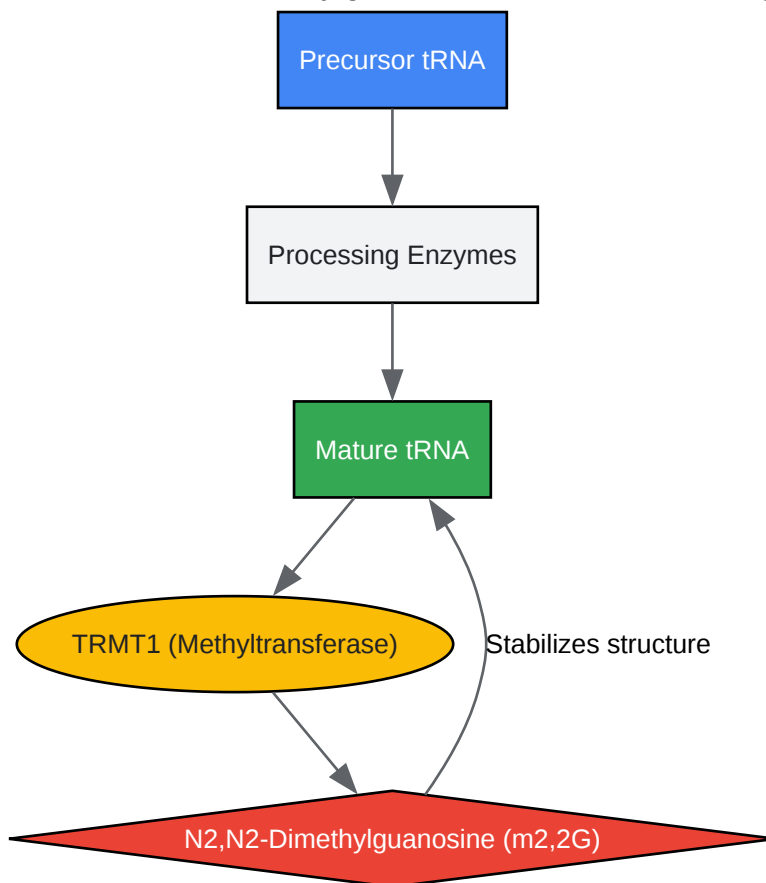 Precursor tRNA
Processing Enzymes
Mature tRNA
TRMT1 (Methyltransferase)
Stabilizes structure
N2,N2-Dimethylguanosine (m2,2G)